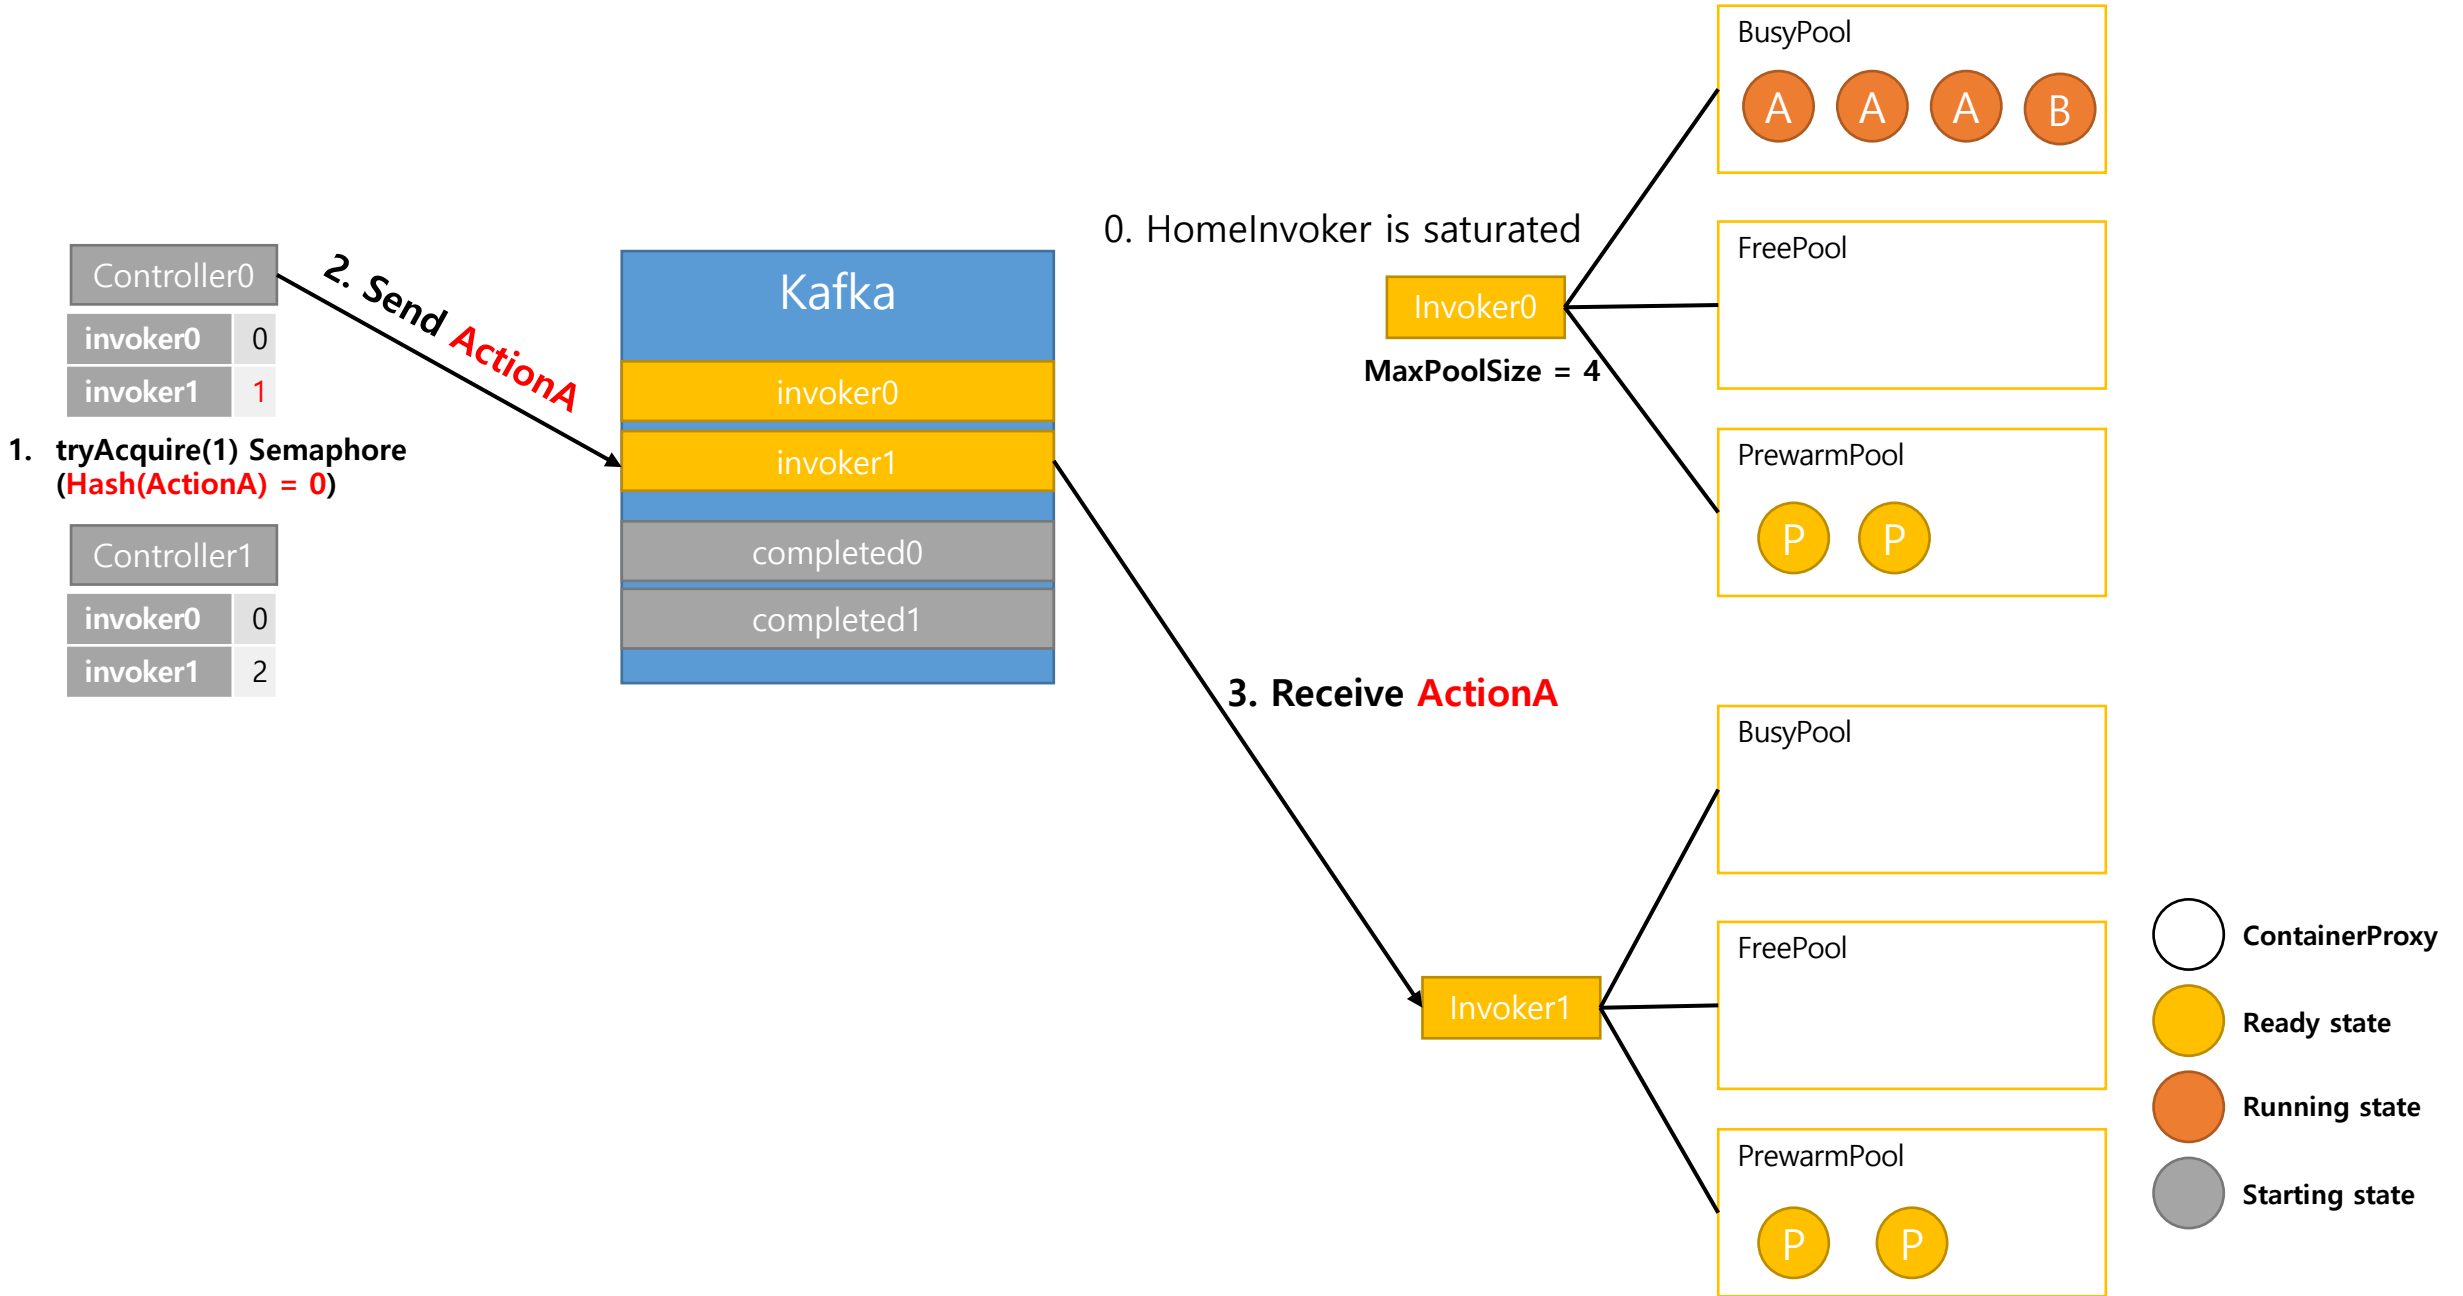 Controller0
invoker0 0
invoker1 1
1. tryAcquire(1) Semaphore
(Hash(ActionA) = 0)
Controller1
invoker0 0
invoker1 2
2. Send ActionA
Kafka
invoker0
invoker1
completed0
completed1
3. Receive ActionA
0. HomeInvoker is saturated
Invoker0
MaxPoolSize = 4
BusyPool
A A A B
FreePool
PrewarmPool
P P
Invoker1
BusyPool
FreePool
PrewarmPool
P P
ContainerProxy
Ready state
Running state
Starting state